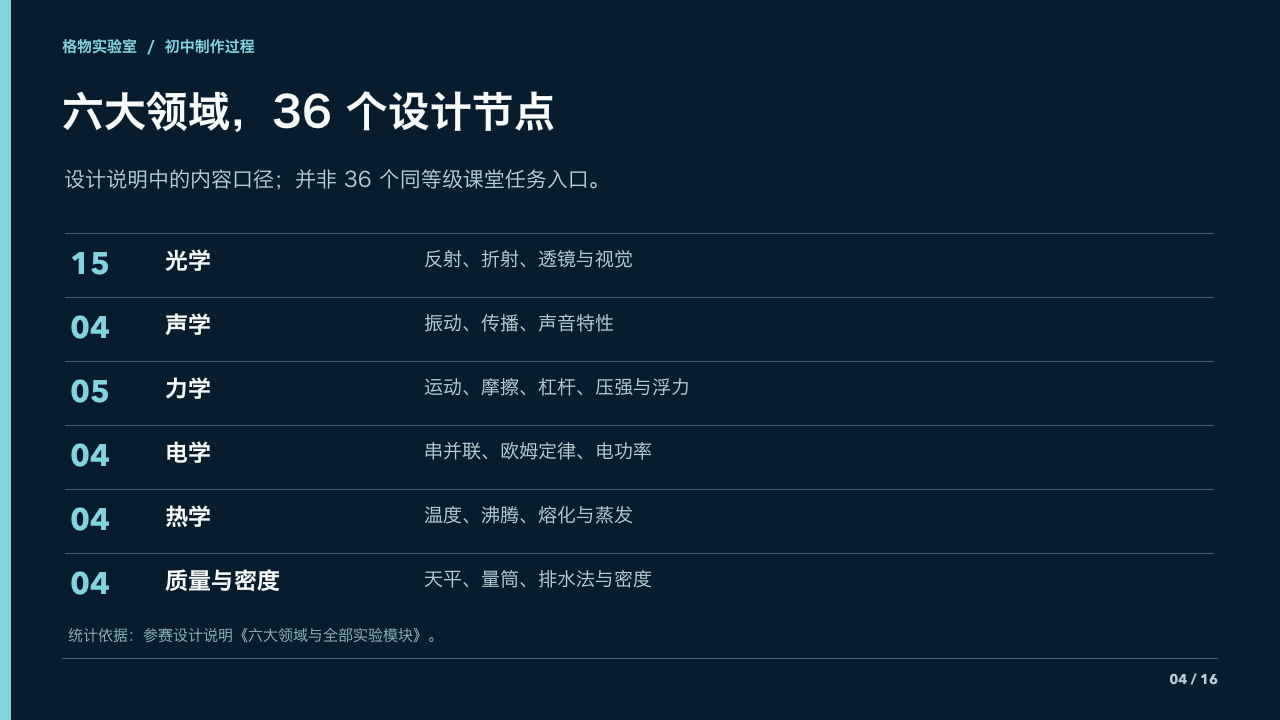 格物实验室 / 初中制作过程
六大领域，36 个设计节点
设计说明中的内容口径；并非 36 个同等级课堂任务入口。
15 光学 反射、折射、透镜与视觉
04 声学 振动、传播、声音特性
05 力学 运动、摩擦、杠杆、压强与浮力
04 电学 串并联、欧姆定律、电功率
04 热学 温度、沸腾、熔化与蒸发
04 质量与密度 天平、量筒、排水法与密度
统计依据：参赛设计说明《六大领域与全部实验模块》。
04 / 16